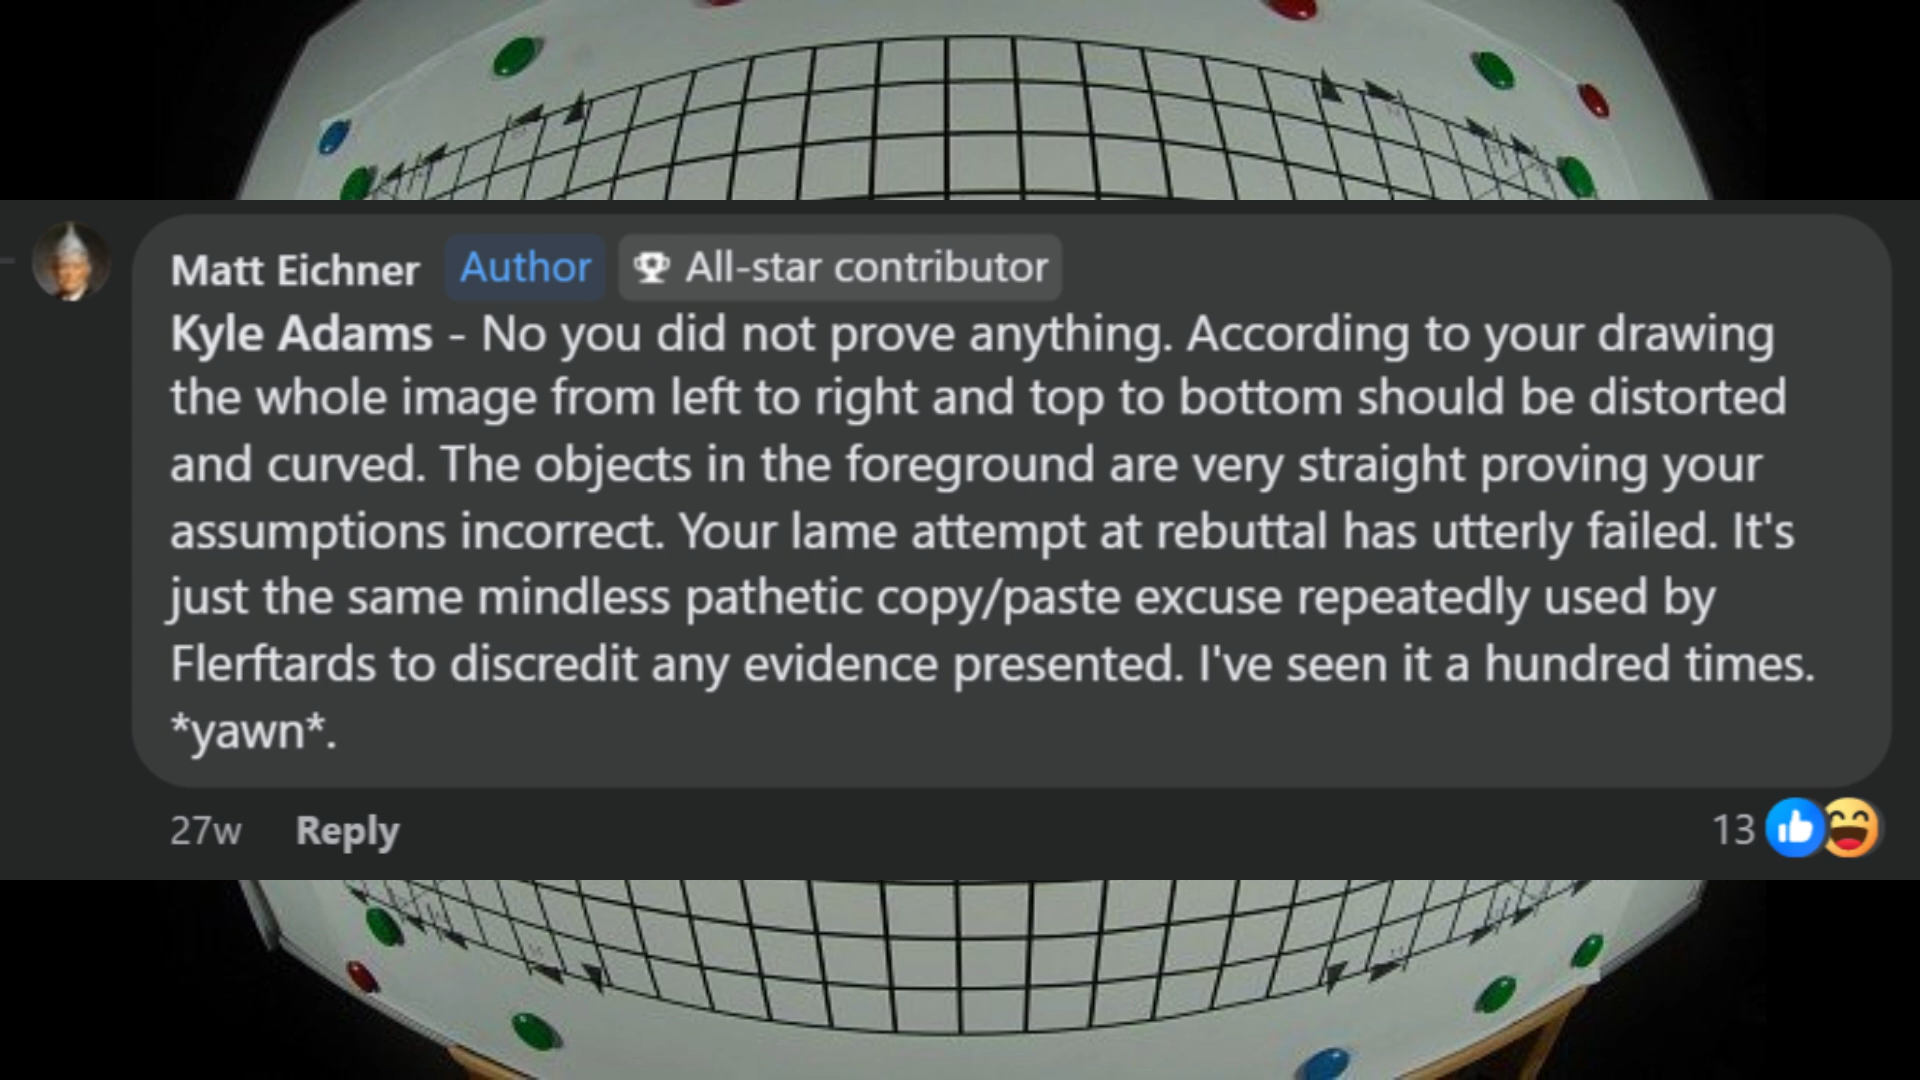 Matt Eichner Author All-star contributor
Kyle Adams - No you did not prove anything. According to your drawing
the whole image from left to right and top to bottom should be distorted
and curved. The objects in the foreground are very straight proving your
assumptions incorrect. Your lame attempt at rebuttal has utterly failed. It's
just the same mindless pathetic copy/paste excuse repeatedly used by
Flerftards to discredit any evidence presented. I've seen it a hundred times.
*yawn*.
27w Reply 13